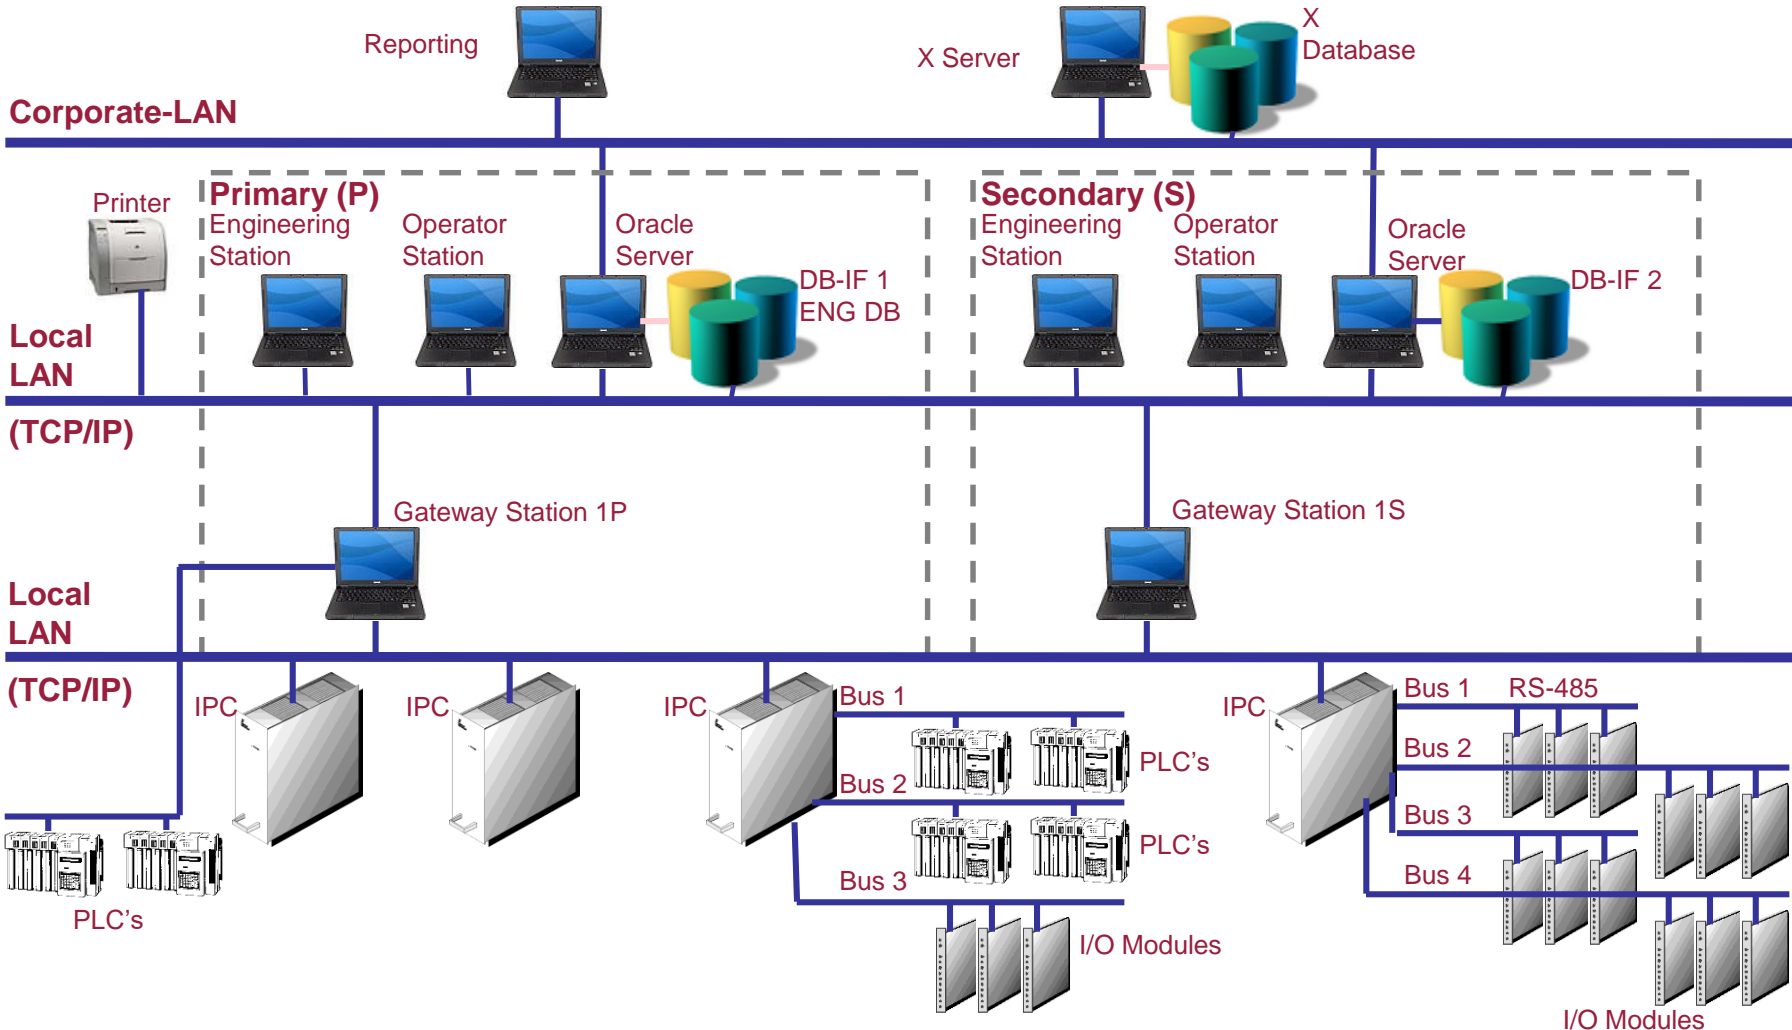 Reporting
X Server
X
Database
Corporate-LAN
Printer
Primary (P)
Engineering
Station
Operator
Station
Oracle
Server
DB-IF 1
ENG DB
Secondary (S)
Engineering
Station
Operator
Station
Oracle
Server
DB-IF 2
Local
LAN
(TCP/IP)
Gateway Station 1P
Gateway Station 1S
Local
LAN
(TCP/IP)
IPC
IPC
IPC
Bus 1
PLC's
Bus 2
PLC's
Bus 3
I/O Modules
IPC
Bus 1
RS-485
Bus 2
Bus 3
Bus 4
I/O Modules
PLC's